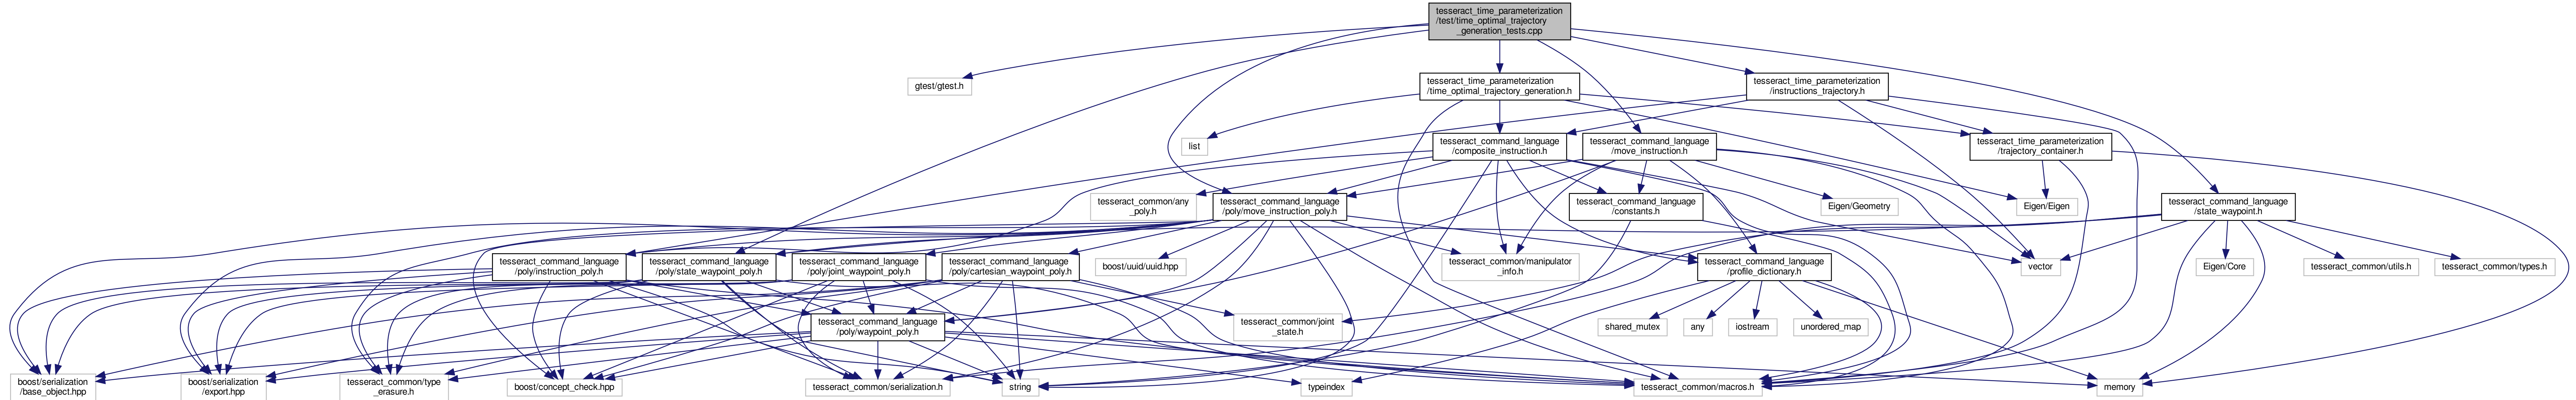 tesseract_time_parameterization
/test/time_optimal_trajectory
_generation_tests.cpp
gtest/gtest.h
tesseract_time_parameterization
/time_optimal_trajectory_generation.h
tesseract_time_parameterization
/instructions_trajectory.h
list
tesseract_command_language
/composite_instruction.h
tesseract_command_language
/move_instruction.h
tesseract_time_parameterization
/trajectory_container.h
tesseract_common/any
_poly.h
tesseract_command_language
/poly/move_instruction_poly.h
tesseract_command_language
/constants.h
Eigen/Geometry
Eigen/Eigen
tesseract_command_language
/state_waypoint.h
tesseract_command_language
/poly/instruction_poly.h
tesseract_command_language
/poly/state_waypoint_poly.h
tesseract_command_language
/poly/joint_waypoint_poly.h
tesseract_command_language
/poly/cartesian_waypoint_poly.h
boost/uuid/uuid.hpp
tesseract_common/manipulator
_info.h
tesseract_command_language
/profile_dictionary.h
vector
Eigen/Core
tesseract_common/utils.h
tesseract_common/types.h
tesseract_command_language
/poly/waypoint_poly.h
tesseract_common/joint
_state.h
shared_mutex
any
iostream
unordered_map
boost/serialization
/base_object.hpp
boost/serialization
/export.hpp
tesseract_common/type
_erasure.h
boost/concept_check.hpp
tesseract_common/serialization.h
string
typeindex
tesseract_common/macros.h
memory